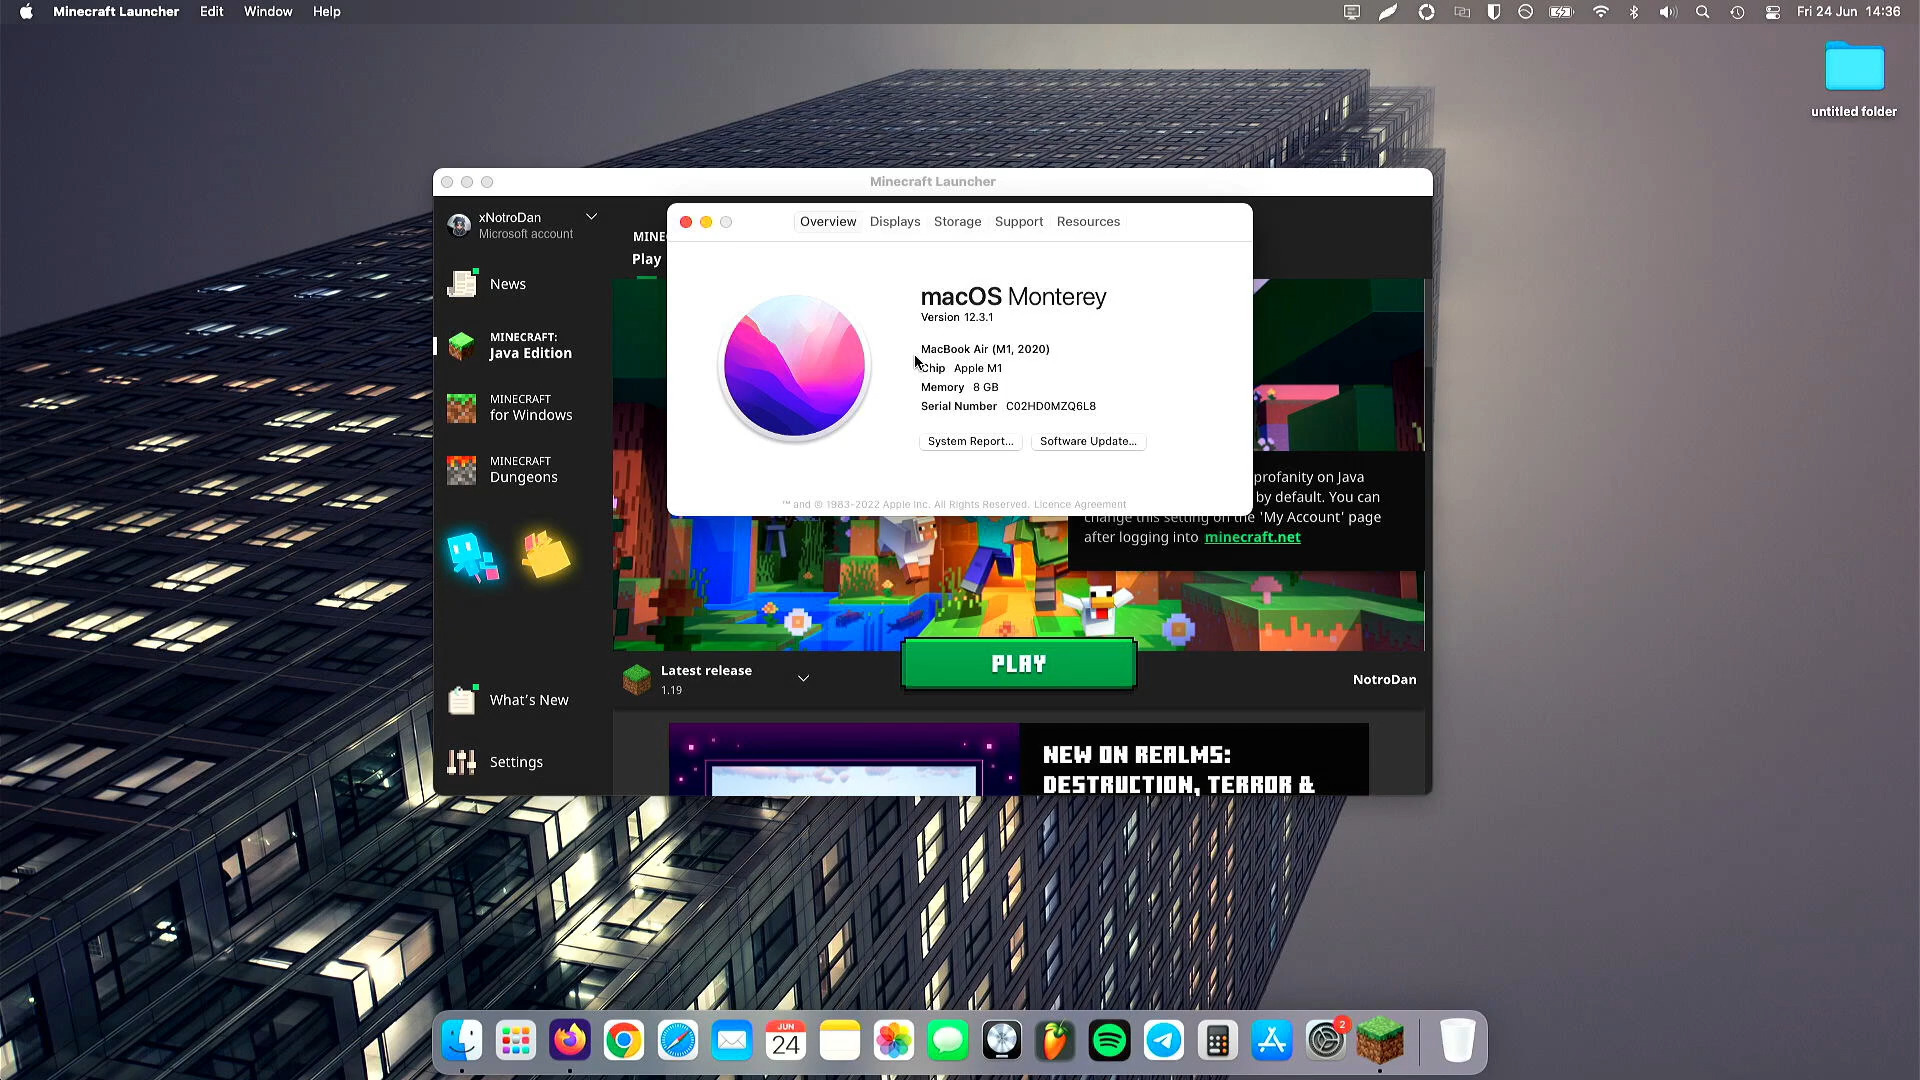 Minecraft Launcher Edit Window Help
Fri 24 Jun 14:36
untitled folder
Minecraft Launcher
xNotroDan
Microsoft account
News
MINECRAFT:
Java Edition
MINECRAFT
for Windows
MINECRAFT
Dungeons
What's New
Settings
MINE
Play
Overview Displays Storage Support Resources
macOS Monterey
Version 12.3.1
MacBook Air (M1, 2020)
Chip Apple M1
Memory 8 GB
Serial Number C02HD0MZQ6L8
System Report... Software Update...
™ and © 1983-2022 Apple Inc. All Rights Reserved. Licence Agreement
profanity on Java
by default. You can
change this setting on the 'My Account' page
after logging into minecraft.net
Latest release
1.19
PLAY
NotroDan
NEW ON REALMS:
DESTRUCTION, TERROR &
JUN
24
2